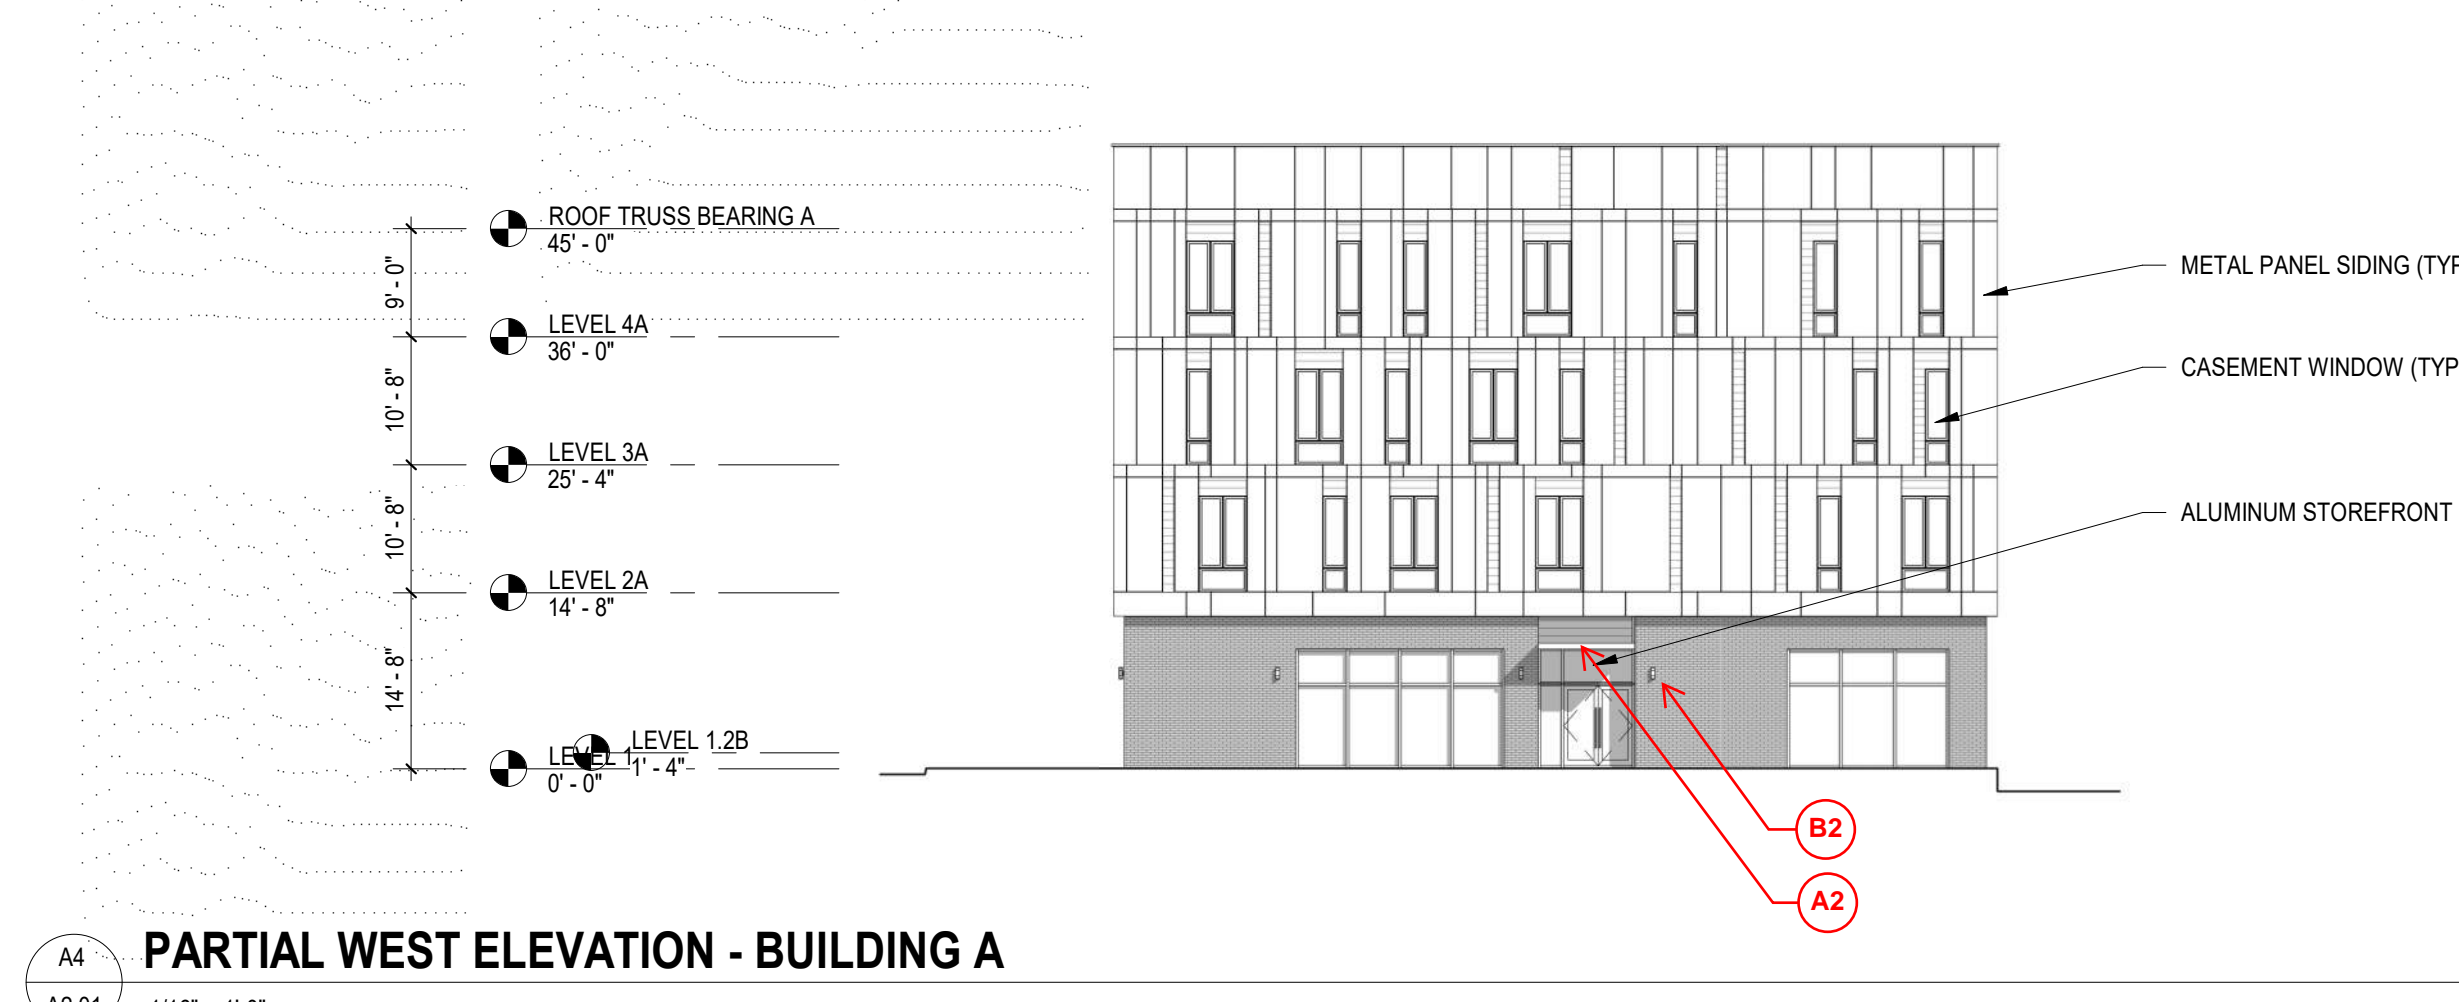 ROOF TRUSS BEARING A
45' - 0"
9' - 0"
LEVEL 4A
36' - 0"
10' - 8"
LEVEL 3A
25' - 4"
10' - 8"
LEVEL 2A
14' - 8"
14' - 8"
LEVEL 1.2B
1' - 4"
LEVEL 1
0' - 0"
METAL PANEL SIDING (TYP
CASEMENT WINDOW (TYP
ALUMINUM STOREFRONT
B2
A2
A4
PARTIAL WEST ELEVATION - BUILDING A